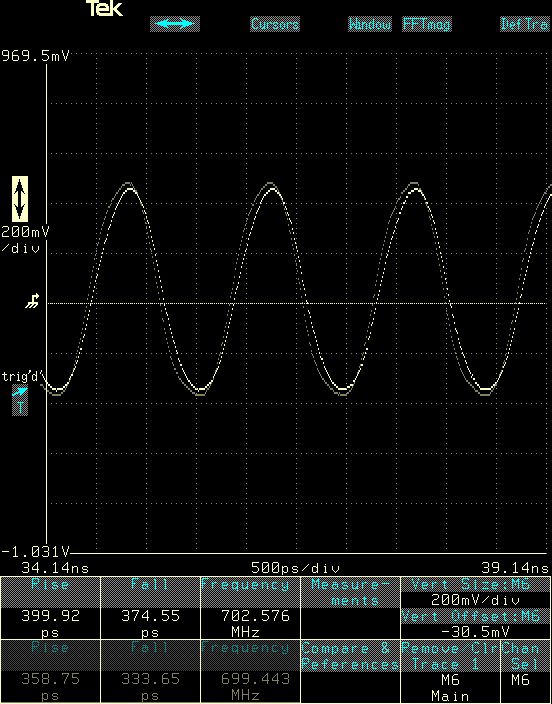 Tek
Cursors Window FFTmag DefTra
969.5mV
200mV
/div
trig'd
T
-1.031V
34.14ns 500ps/div 39.14ns
Rise Fall Frequency Measure-
ments Vert Size:M6
200mV/div
399.92
ps 374.55
ps 702.576
MHz Vert Offset:M6
-30.5mV
Rise Fall Frequency Compare &
References Remove/Clr
Trace 1 Chan
Sel
358.75
ps 333.65
ps 699.443
MHz M6
Main M6